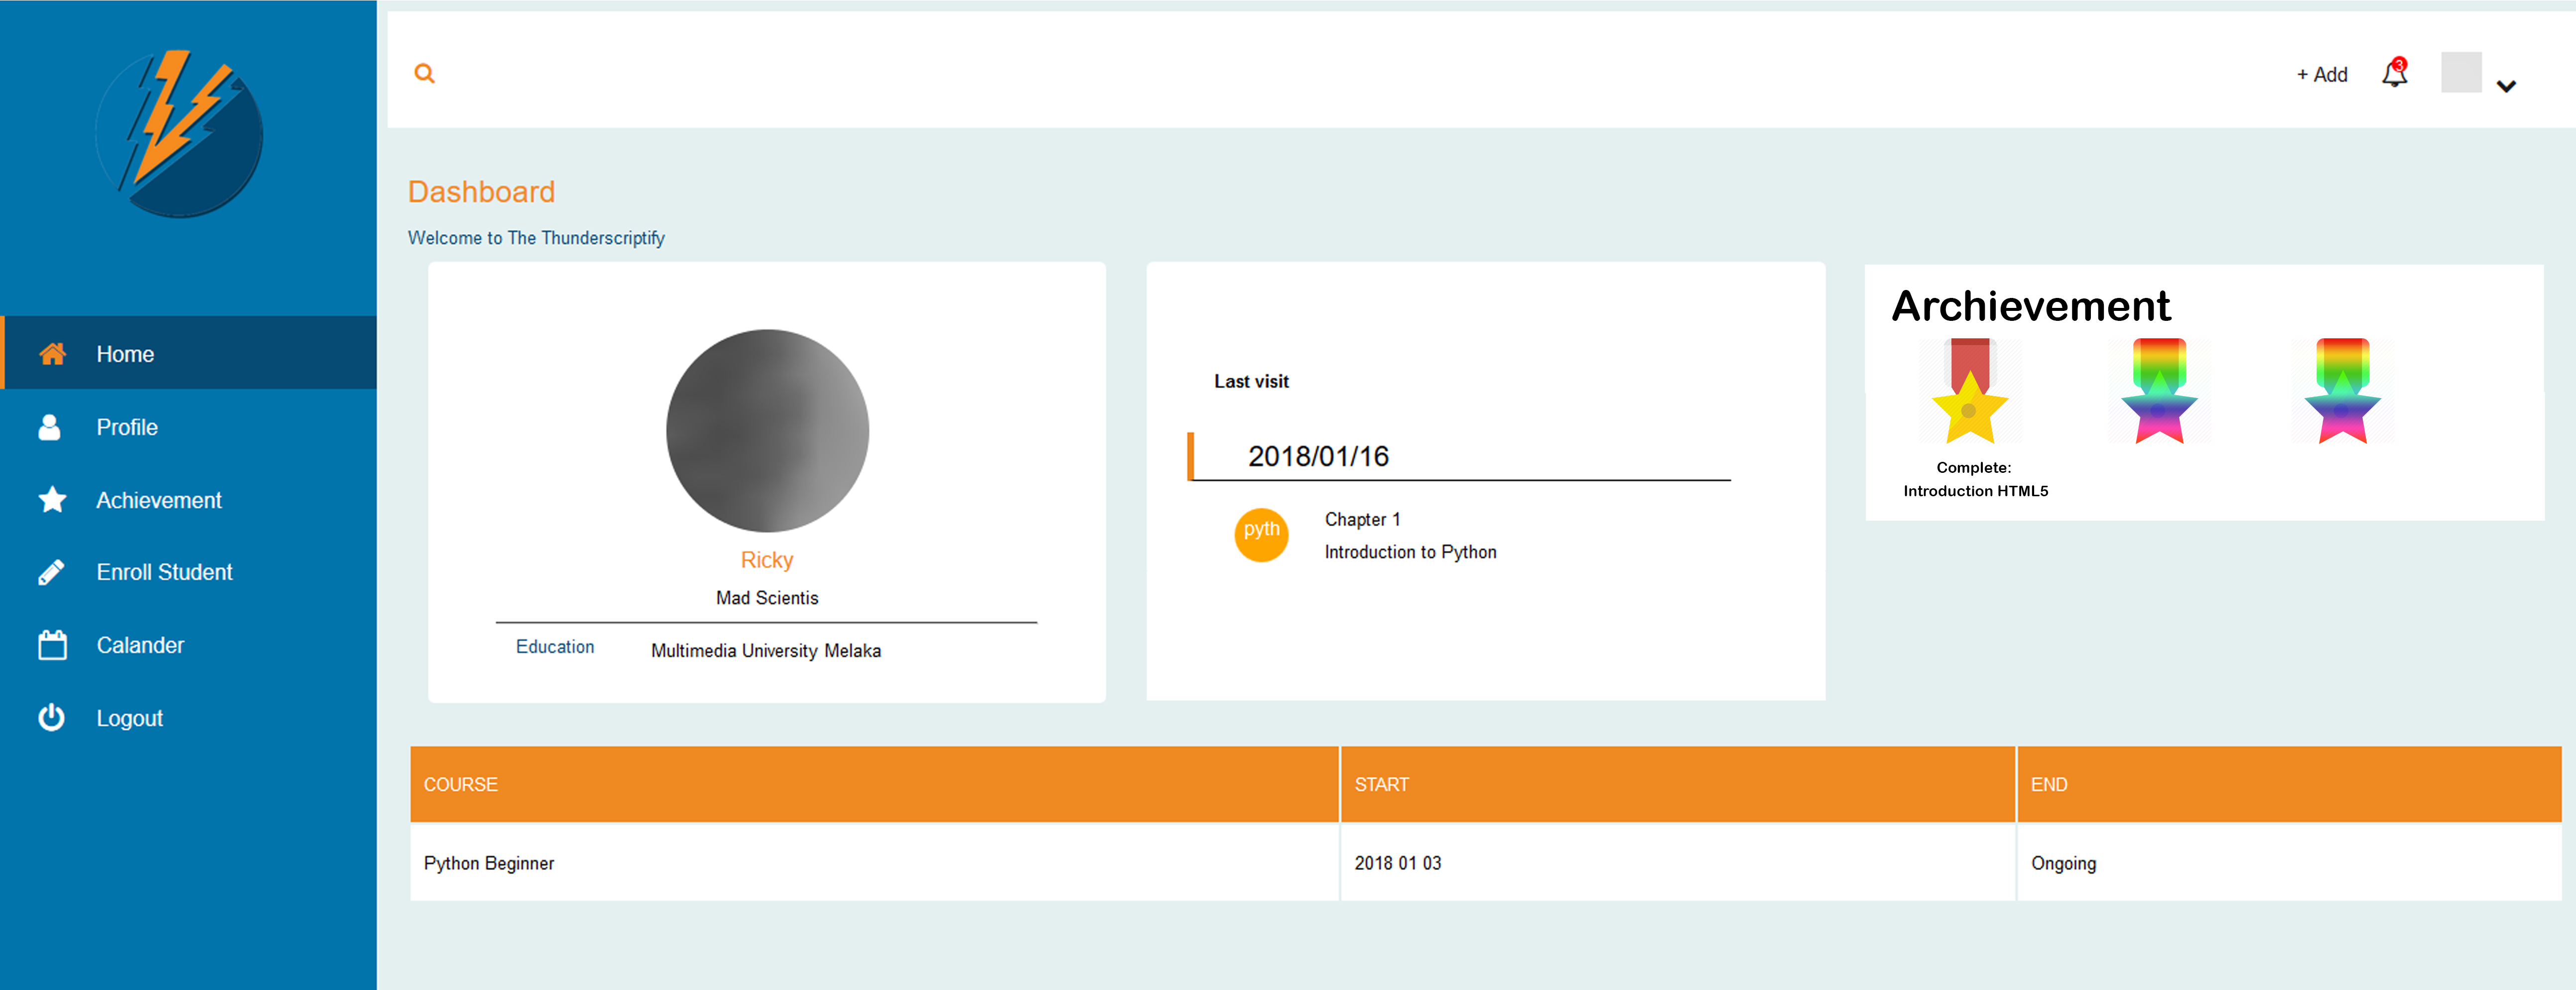 + Add
3
Dashboard
Welcome to The Thunderscriptify
Home
Profile
Achievement
Enroll Student
Calander
Logout
Ricky
Mad Scientis
Education
Multimedia University Melaka
Last visit
2018/01/16
pyth
Chapter 1
Introduction to Python
Archievement
Complete:
Introduction HTML5
COURSE START END
Python Beginner 2018 01 03 Ongoing